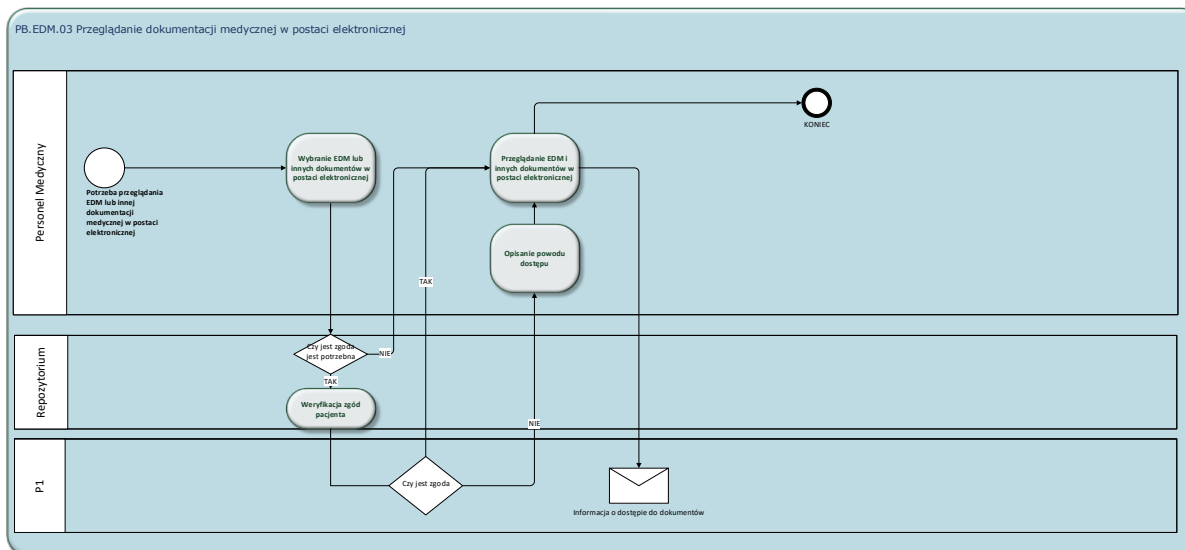 PB.EDM.03 Przeglądanie dokumentacji medycznej w postaci elektronicznej
Personel Medyczny
Potrzeba przeglądania
EDM lub innej
dokumentacji
medycznej w postaci
elektronicznej
Wybranie EDM lub
innych dokumentów w
postaci elektronicznej
Przeglądanie EDM i
innych dokumentów w
postaci elektronicznej
KONIEC
Opisanie powodu
dostępu
TAK
Repozytorium
Czy jest zgoda
jest potrzebna
NIE
TAK
Weryfikacja zgód
pacjenta
NIE
P1
Czy jest zgoda
Informacja o dostępie do dokumentów